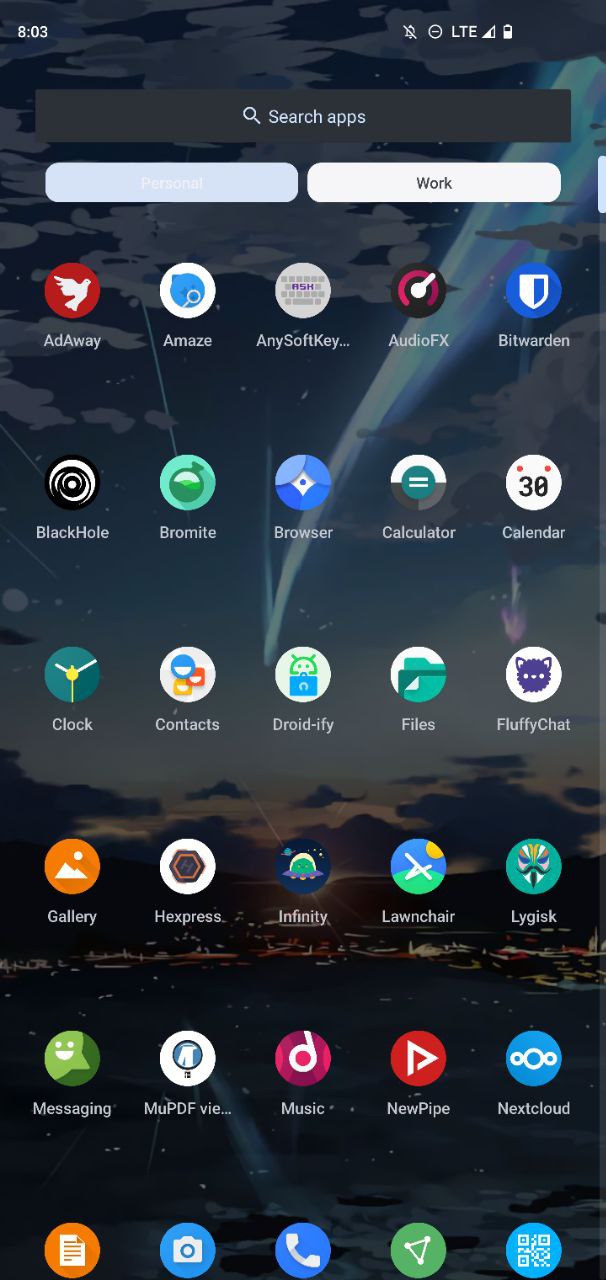 8:03 LTE
Search apps
Personal Work
ASK
AdAway Amaze AnySoftKey... AudioFX Bitwarden
30
BlackHole Bromite Browser Calculator Calendar
Clock Contacts Droid-ify Files FluffyChat
Gallery Hexpress Infinity Lawnchair Lygisk
Messaging MuPDF vie... Music NewPipe Nextcloud